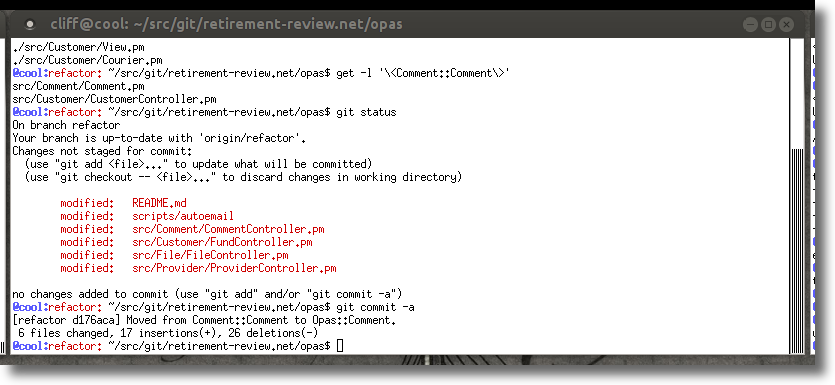 cliff@cool: ~/src/git/retirement-review.net/opas
./src/Customer/View.pm
./src/Customer/Courier.pm
@cool:refactor: ~/src/git/retirement-review.net/opas$ get -l '\<Comment::Comment\>'
src/Comment/Comment.pm
src/Customer/CustomerController.pm
@cool:refactor: ~/src/git/retirement-review.net/opas$ git status
On branch refactor
Your branch is up-to-date with 'origin/refactor'.
Changes not staged for commit:
  (use "git add <file>..." to update what will be committed)
  (use "git checkout -- <file>..." to discard changes in working directory)
modified:   README.md
modified:   scripts/autoemail
modified:   src/Comment/CommentController.pm
modified:   src/Customer/FundController.pm
modified:   src/File/FileController.pm
modified:   src/Provider/ProviderController.pm
no changes added to commit (use "git add" and/or "git commit -a")
@cool:refactor: ~/src/git/retirement-review.net/opas$ git commit -a
[refactor d176aca] Moved from Comment::Comment to Opas::Comment.
 6 files changed, 17 insertions(+), 26 deletions(-)
@cool:refactor: ~/src/git/retirement-review.net/opas$